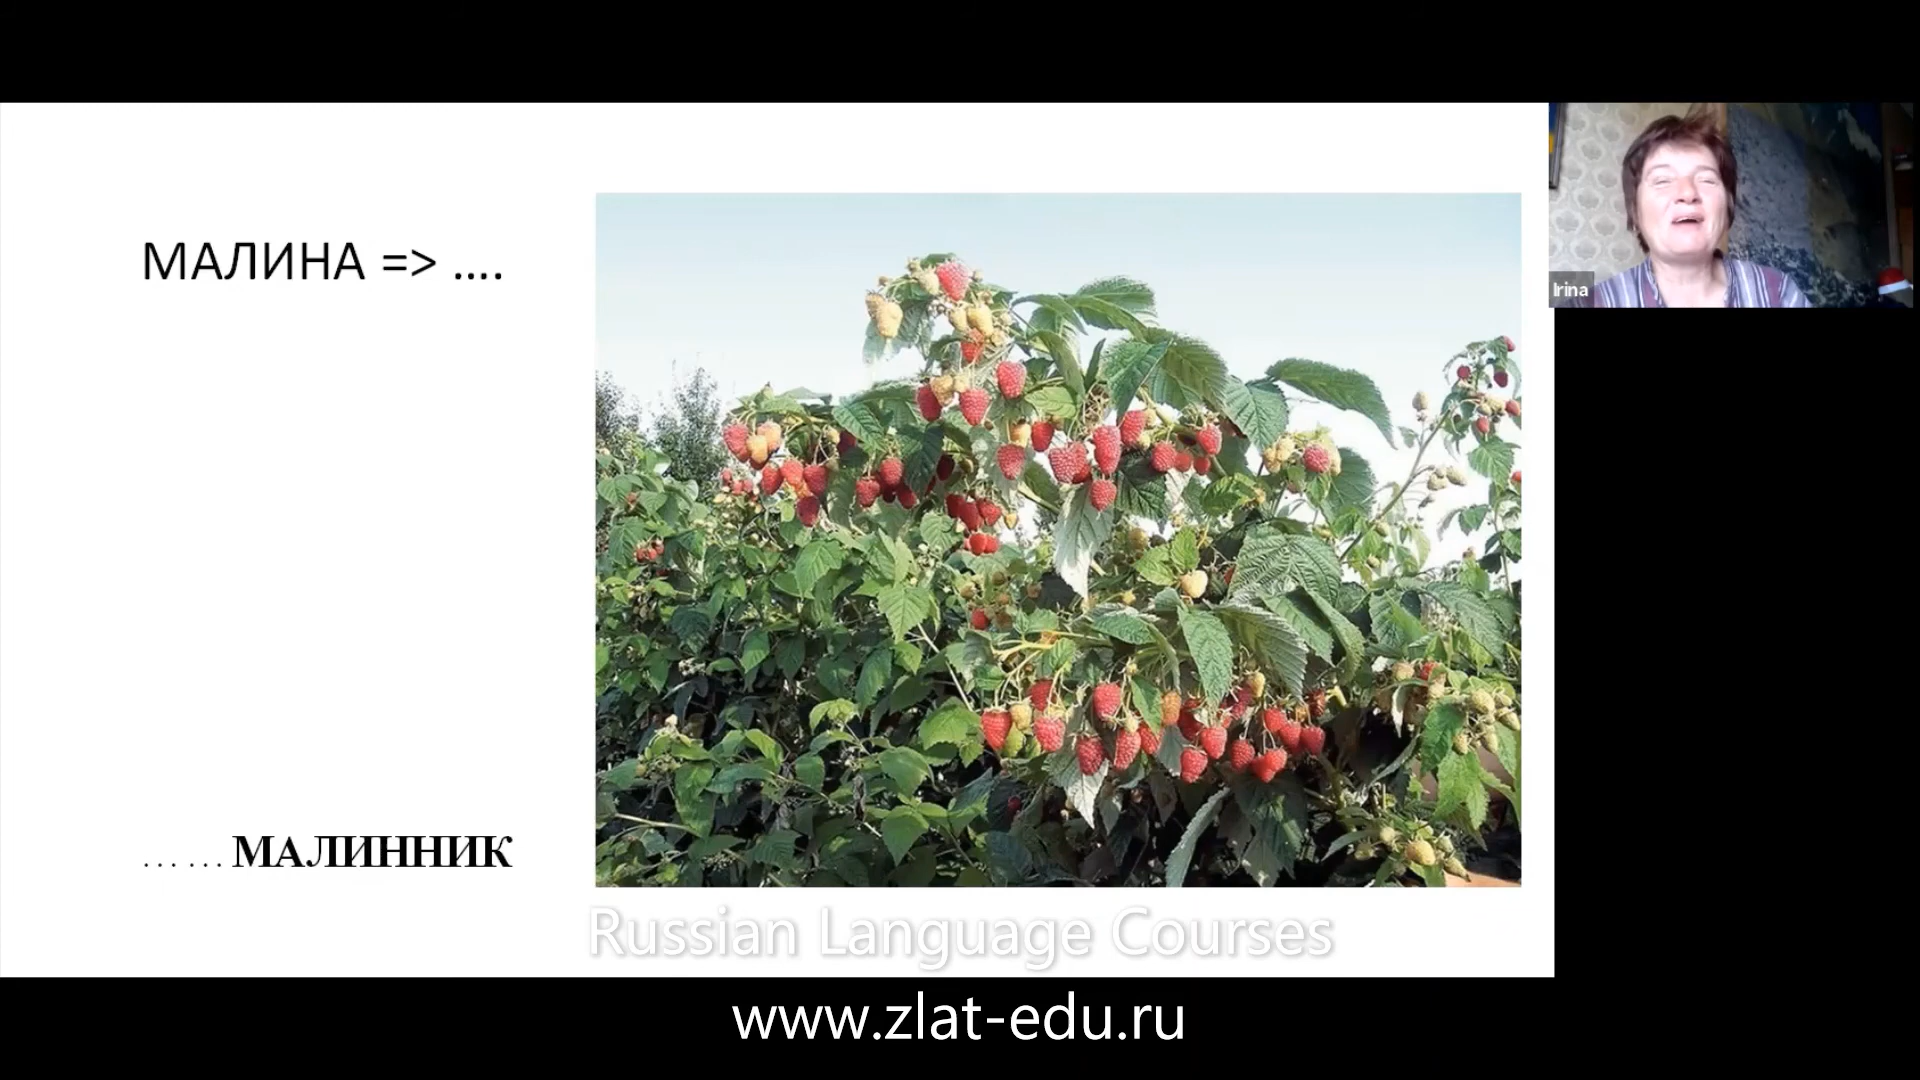 МАЛИНА => ....
Irina
...... МАЛИННИК
Russian Language Courses
www.zlat-edu.ru